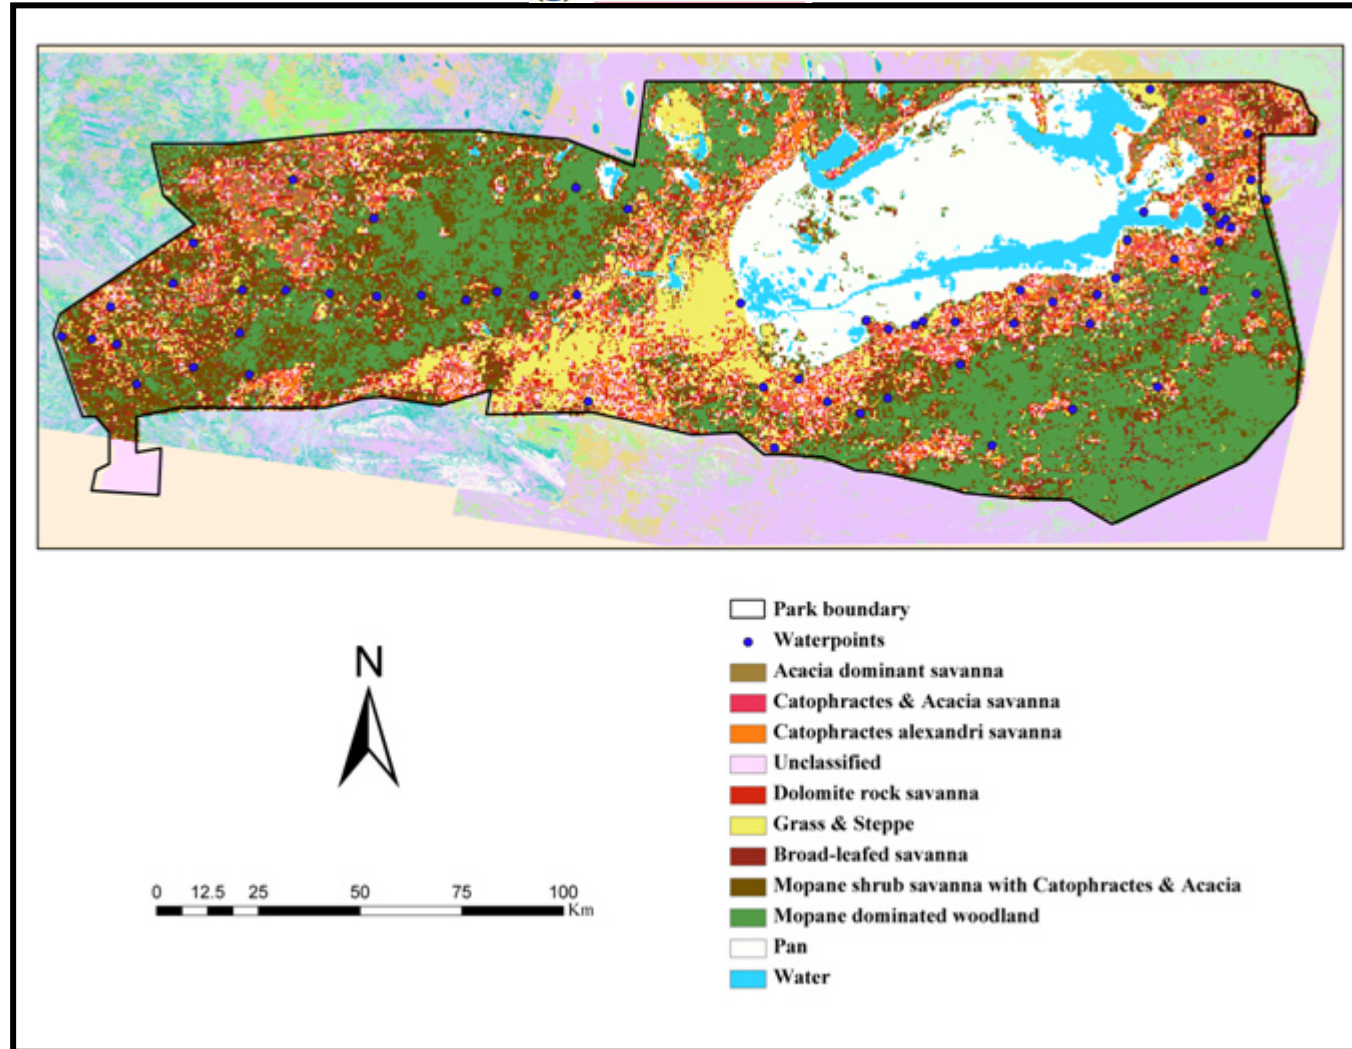 N
0 12.5 25 50 75 100
Km
Park boundary
Waterpoints
Acacia dominant savanna
Catophractes & Acacia savanna
Catophractes alexandri savanna
Unclassified
Dolomite rock savanna
Grass & Steppe
Broad-leafed savanna
Mopane shrub savanna with Catophractes & Acacia
Mopane dominated woodland
Pan
Water